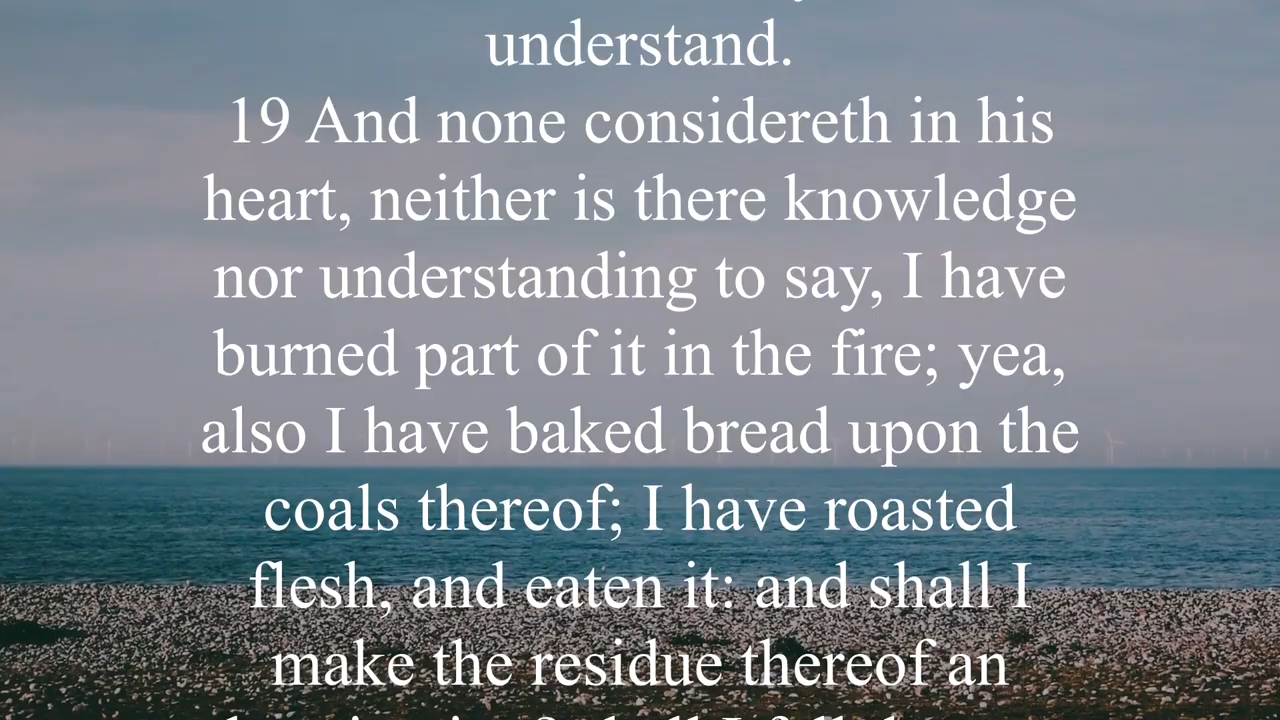 understand.
19 And none considereth in his
heart, neither is there knowledge
nor understanding to say, I have
burned part of it in the fire; yea,
also I have baked bread upon the
coals thereof; I have roasted
flesh, and eaten it: and shall I
make the residue thereof an